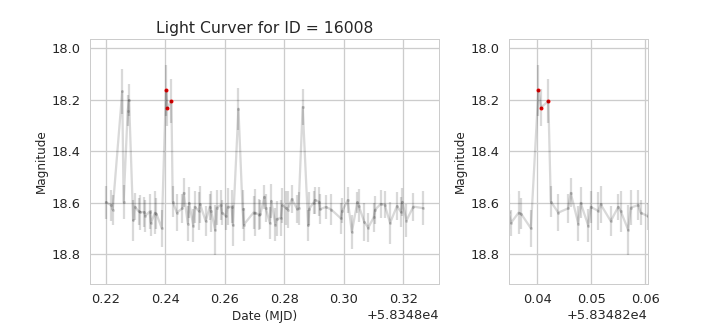 Light Curver for ID = 16008
Magnitude
18.0
18.2
18.4
18.6
18.8
0.22 0.24 0.26 0.28 0.30 0.32
Date (MJD)
+5.8348e4
Magnitude
18.0
18.2
18.4
18.6
18.8
0.04 0.05 0.06
+5.83482e4